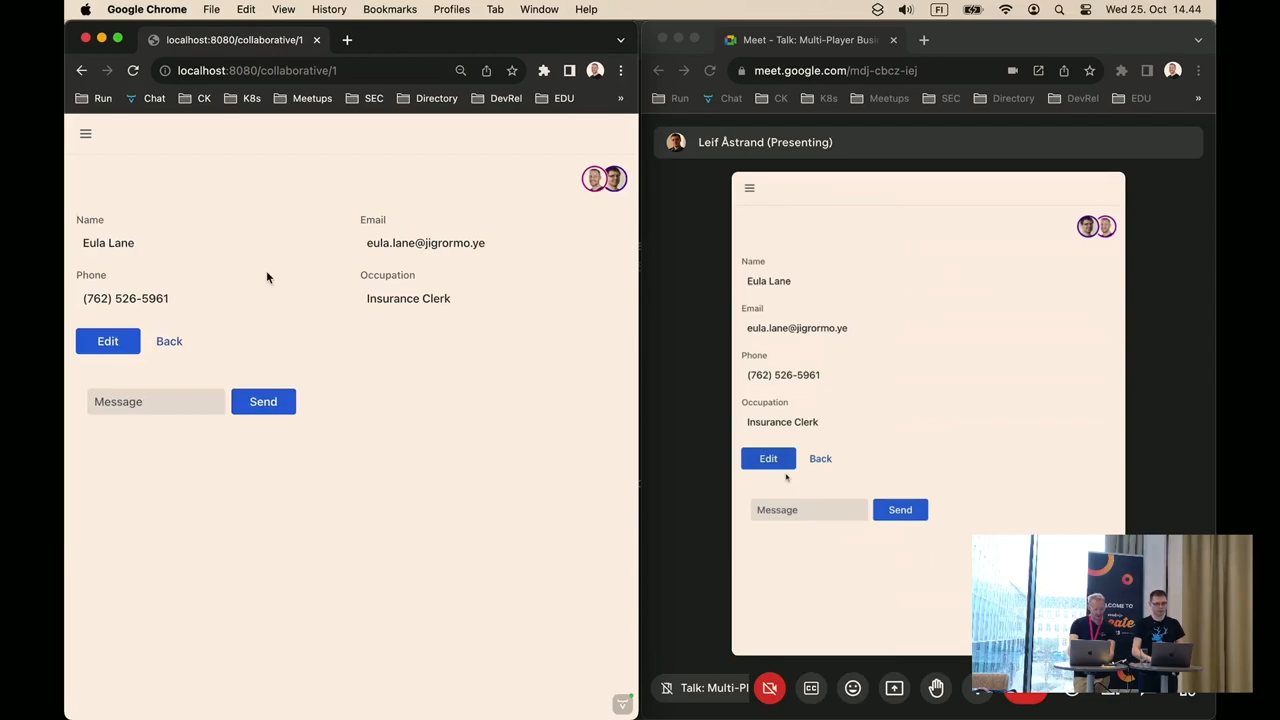 Google Chrome File Edit View History Bookmarks Profiles Tab Window Help FI Wed 25. Oct 14.44
localhost:8080/collaborative/1
localhost:8080/collaborative/1
Run Chat CK K8s Meetups SEC Directory DevRel EDU »
Name
Eula Lane
Email
eula.lane@jigrormo.ye
Phone
(762) 526-5961
Occupation
Insurance Clerk
Edit Back
Message Send
Meet - Talk: Multi-Player Busi
meet.google.com/mdj-cbcz-iej
Run Chat CK K8s Meetups SEC Directory DevRel EDU »
Leif Åstrand (Presenting)
Name
Eula Lane
Email
eula.lane@jigrormo.ye
Phone
(762) 526-5961
Occupation
Insurance Clerk
Edit Back
Message Send
Talk: Multi-Pl
WELCOME TO